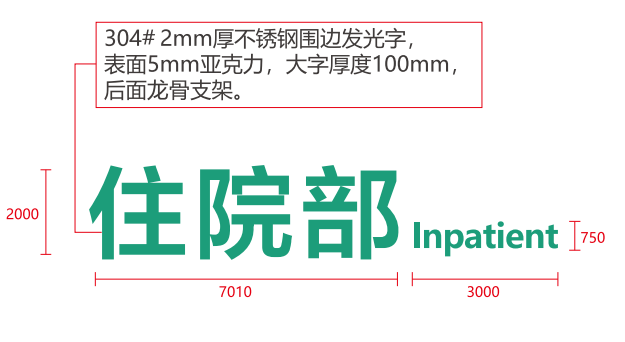 304# 2mm厚不锈钢围边发光字，
表面5mm亚克力，大字厚度100mm，
后面龙骨支架。
2000
住院部
Inpatient
750
7010
3000